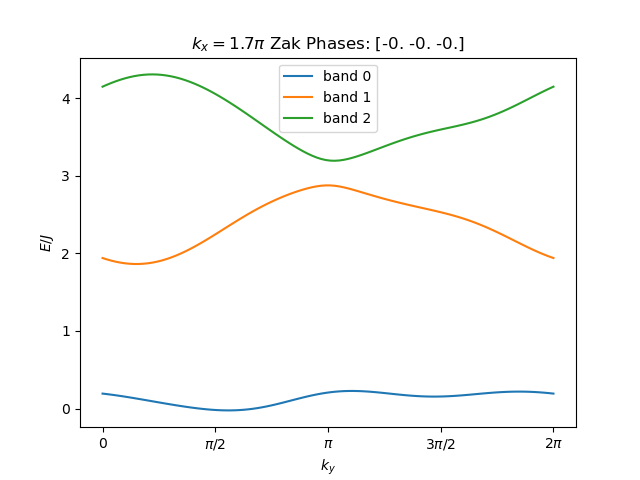 $k_x = 1.7\pi$ Zak Phases: [-0. -0. -0.]
band 0
band 1
band 2
E/J
4
3
2
1
0
0 π/2 π 3π/2 2π
$k_y$